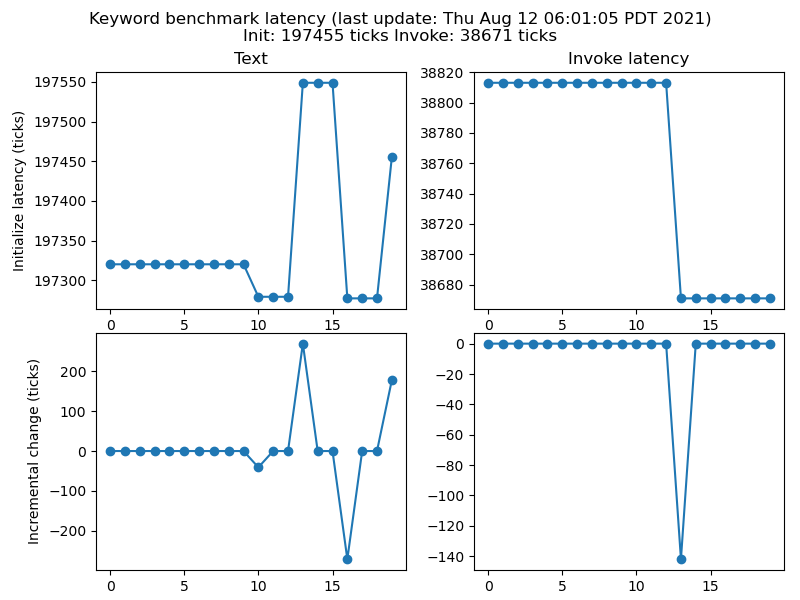 Keyword benchmark latency (last update: Thu Aug 12 06:01:05 PDT 2021)
Init: 197455 ticks Invoke: 38671 ticks
Text
Invoke latency
Initialize latency (ticks)
197550
197500
197450
197400
197350
197300
0 5 10 15
38820
38800
38780
38760
38740
38720
38700
38680
0 5 10 15
Incremental change (ticks)
200
100
0
−100
−200
0 5 10 15
0
−20
−40
−60
−80
−100
−120
−140
0 5 10 15